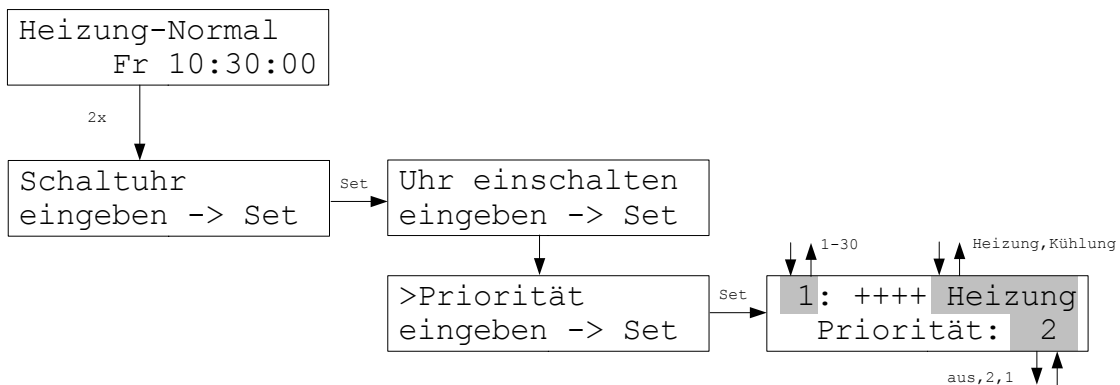 Heizung-Normal
Fr 10:30:00
2x
Schaltuhr
eingeben -> Set
Set
Uhr einschalten
eingeben -> Set
>Priorität
eingeben -> Set
Set
1-30
Heizung,Kühlung
1: ++++ Heizung
Priorität: 2
aus,2,1